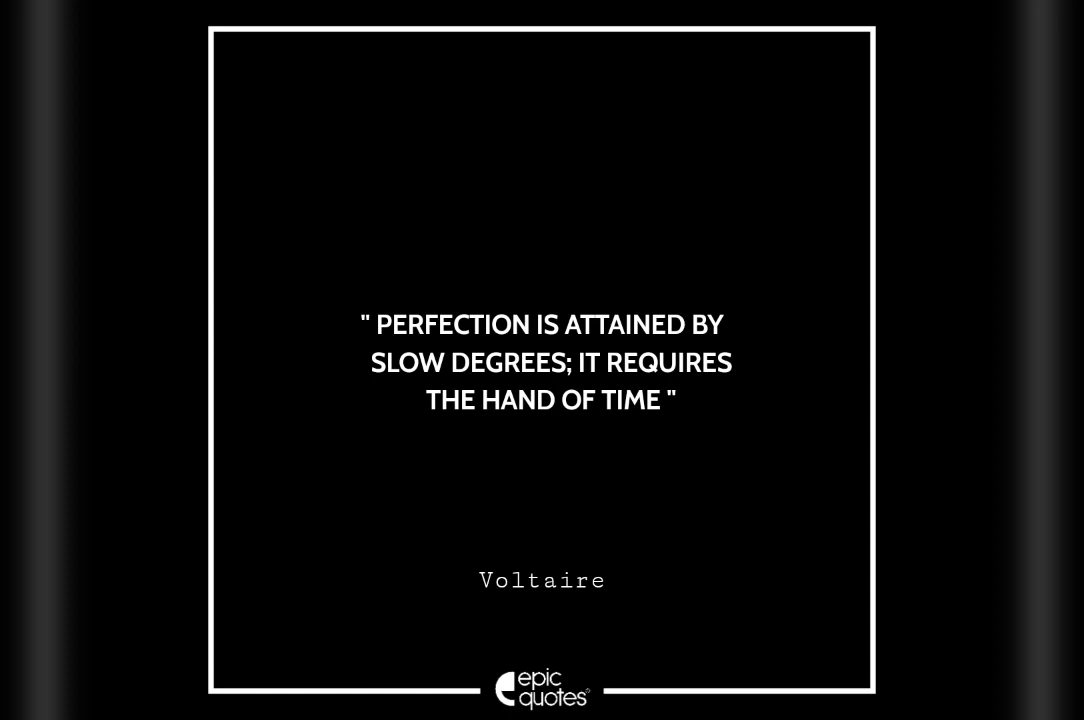 " PERFECTION IS ATTAINED BY
SLOW DEGREES; IT REQUIRES
THE HAND OF TIME "
Voltaire
epic
quotes